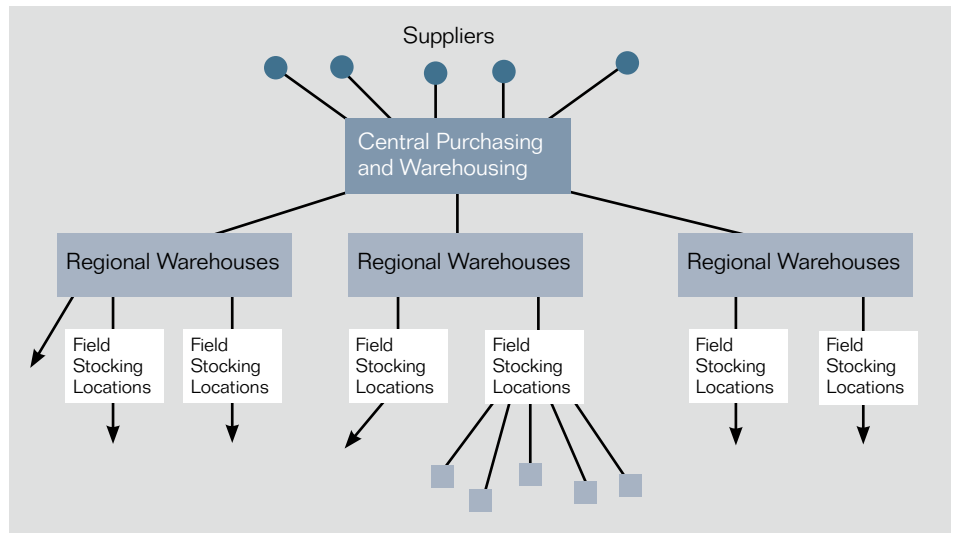 Suppliers
Central Purchasing
and Warehousing
Regional Warehouses
Regional Warehouses
Regional Warehouses
Field
Stocking
Locations
Field
Stocking
Locations
Field
Stocking
Locations
Field
Stocking
Locations
Field
Stocking
Locations
Field
Stocking
Locations